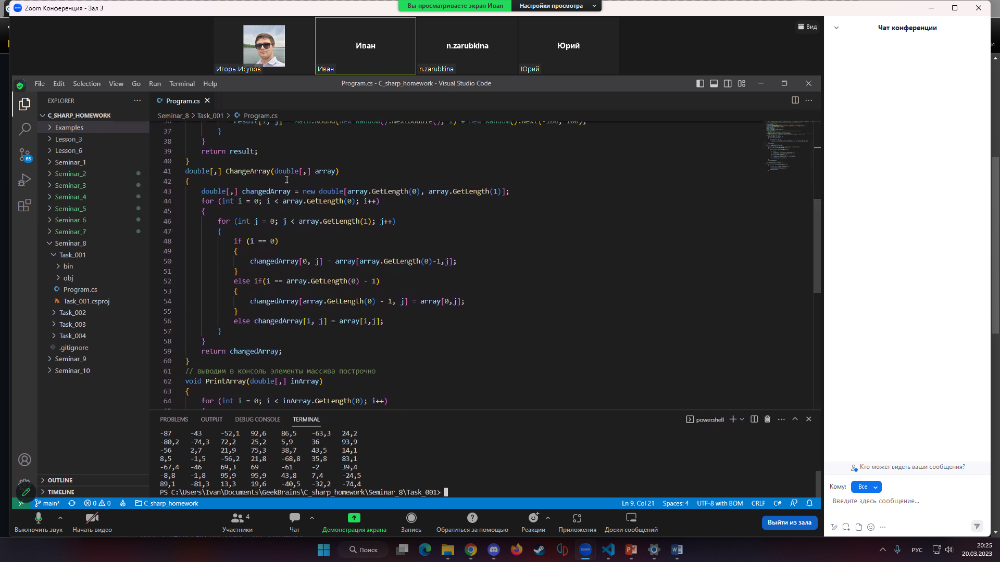 Zoom Конференция - Зал 3
Вы просматриваете экран Иван
Настройки просмотра
Вид
Игорь Исупов
Иван
Иван
n.zarubkina
n.zarubkina
Юрий
Юрий
File Edit Selection View Go Run Terminal Help
Program.cs - C_sharp_homework - Visual Studio Code
EXPLORER
Program.cs
C_SHARP_HOMEWORK
Seminar_8 > Task_001 > Program.cs
Examples
Lesson_3
Lesson_6
Seminar_1
Seminar_2
Seminar_3
Seminar_4
Seminar_5
Seminar_6
Seminar_7
Seminar_8
Task_001
bin
obj
Program.cs
Task_001.csproj
Task_002
Task_003
Task_004
.gitignore
Seminar_9
Seminar_10
OUTLINE
TIMELINE
65
36 result[i, j] = Math.Round(new Random().NextDouble(), 1) + new Random().Next(-100, 100);
37 }
38 }
39 return result;
40 }
41 double[,] ChangeArray(double[,] array)
42 {
43 double[,] changedArray = new double[array.GetLength(0), array.GetLength(1)];
44 for (int i = 0; i < array.GetLength(0); i++)
45 {
46 for (int j = 0; j < array.GetLength(1); j++)
47 {
48 if (i == 0)
49 {
50 changedArray[0, j] = array[array.GetLength(0)-1,j];
51 }
52 else if(i == array.GetLength(0) - 1)
53 {
54 changedArray[array.GetLength(0) - 1, j] = array[0,j];
55 }
56 else changedArray[i, j] = array[i,j];
57 }
58 }
59 return changedArray;
60 }
61 // выводим в консоль элементы массива построчно
62 void PrintArray(double[,] inArray)
63 {
64 for (int i = 0; i < inArray.GetLength(0); i++)
PROBLEMS OUTPUT DEBUG CONSOLE TERMINAL
powershell
-87 -43 -52,1 92,6 86,5 -63,3 24,2
-80,2 -74,3 72,2 25,2 5,9 36 93,9
-56 2,7 21,9 75,3 38,7 43,5 14,1
8,5 -1,5 -56,2 21,8 -68,8 35,8 83,1
-67,4 -46 69,3 69 -61 -2 39,4
-8,8 -1,8 95,9 95,9 43,8 7,4 -24,5
89,1 -81,3 13,3 19,6 -40,5 -32,2 -74,4
PS C:\Users\Ivan\Documents\GeekBrains\C_sharp_homework\Seminar_8\Task_001>
main* 0 0 C_sharp_homework
Ln 9, Col 21 Spaces: 4 UTF-8 with BOM CRLF C#
Чат конференции
Кто может видеть ваши сообщения?
Кому: Все
Введите здесь сообщение...
4
Выключить звук
Начать видео
Участники
Чат
Демонстрация экрана
Запись
Обратиться за помощью
Реакции
Приложения
Доски сообщений
Выйти из зала
Поиск
zoom
РУС
20:25
20.03.2023